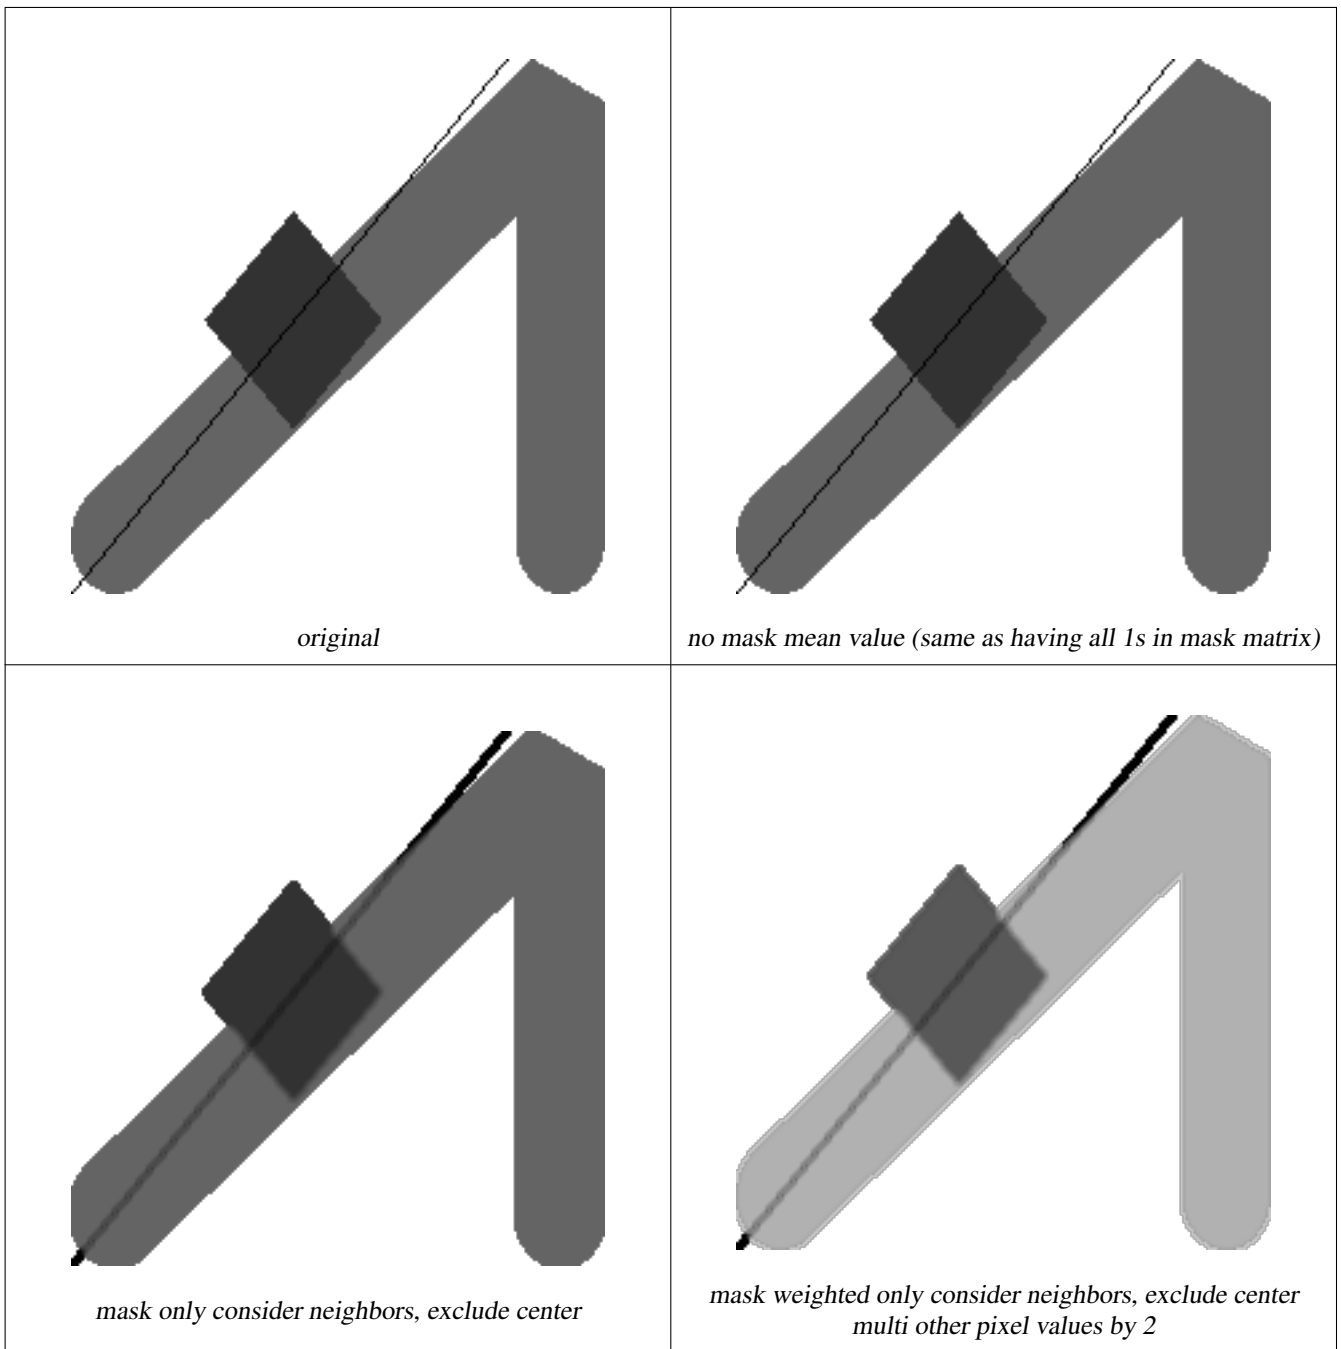 original
no mask mean value (same as having all 1s in mask matrix)
mask only consider neighbors, exclude center
mask weighted only consider neighbors, exclude center
multi other pixel values by 2